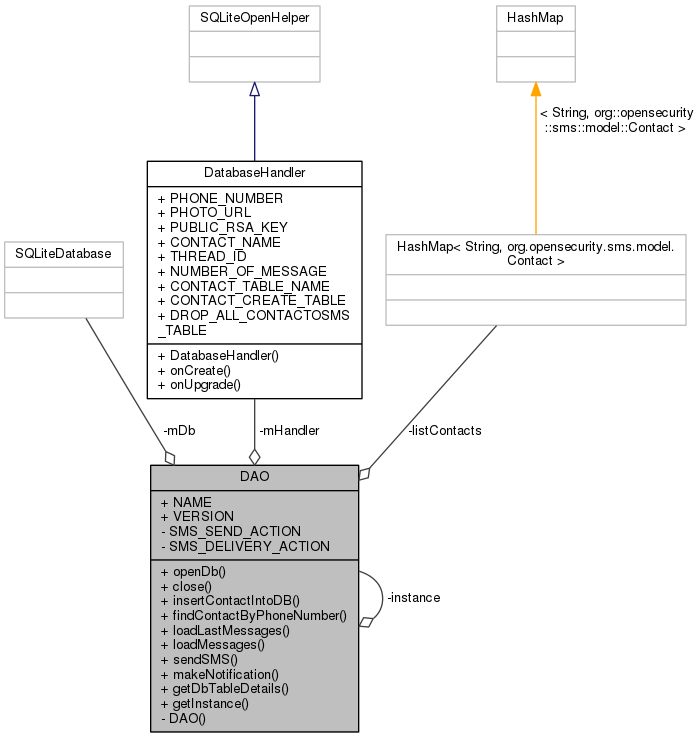 SQLiteOpenHelper
HashMap
< String, org::opensecurity
::sms::model::Contact >
DatabaseHandler
+ PHONE_NUMBER
+ PHOTO_URL
+ PUBLIC_RSA_KEY
+ CONTACT_NAME
+ THREAD_ID
+ NUMBER_OF_MESSAGE
+ CONTACT_TABLE_NAME
+ CONTACT_CREATE_TABLE
+ DROP_ALL_CONTACTOSMS
_TABLE
+ DatabaseHandler()
+ onCreate()
+ onUpgrade()
SQLiteDatabase
HashMap< String, org.opensecurity.sms.model.
Contact >
-mDb
-mHandler
-listContacts
DAO
+ NAME
+ VERSION
- SMS_SEND_ACTION
- SMS_DELIVERY_ACTION
+ openDb()
+ close()
+ insertContactIntoDB()
+ findContactByPhoneNumber()
+ loadLastMessages()
+ loadMessages()
+ sendSMS()
+ makeNotification()
+ getDbTableDetails()
+ getInstance()
- DAO()
-instance